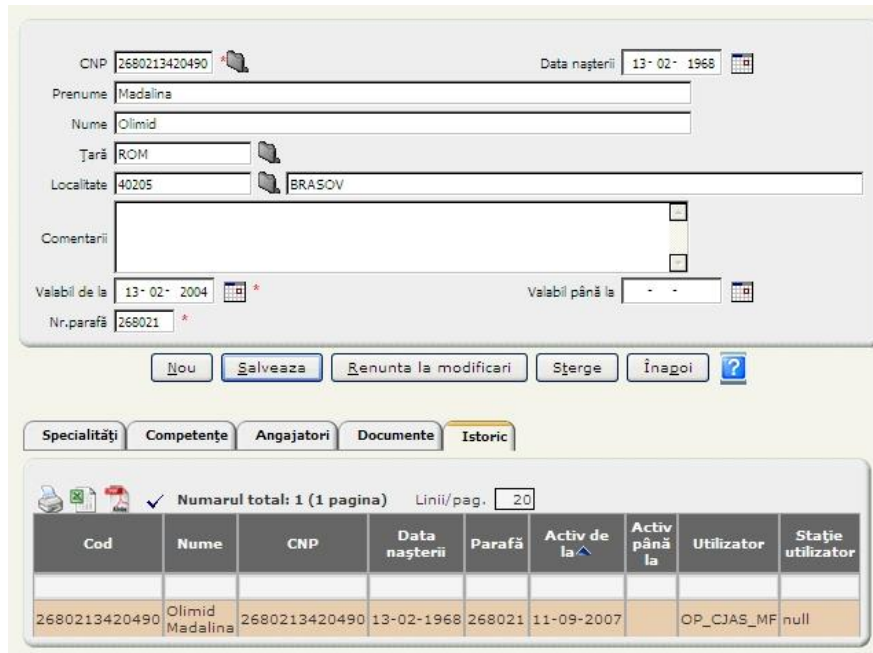 CNP 2680213420490 * Data nașterii 13- 02- 1968
Prenume Madalina
Nume Olimid
Țară ROM
Localitate 40205 BRASOV
Comentarii
Valabil de la 13- 02- 2004 * Valabil până la - -
Nr.parafă 268021 *
Nou Salveaza Renunta la modificari Sterge Înapoi ?
Specialități Competențe Angajatori Documente Istoric
Numarul total: 1 (1 pagina) Linii/pag. 20
Cod Nume CNP Data nașterii Parafă Activ de la Activ până la Utilizator Stație utilizator
2680213420490 Olimid Madalina 2680213420490 13-02-1968 268021 11-09-2007 OP_CJAS_MF null